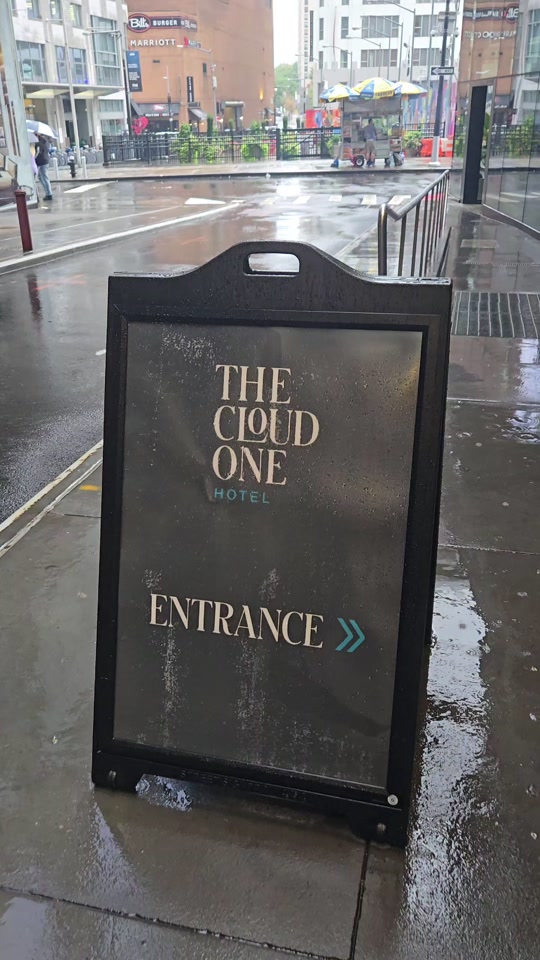 Bill's BURGER
MARRIOTT
THE
CLOUD
ONE
HOTEL
ENTRANCE